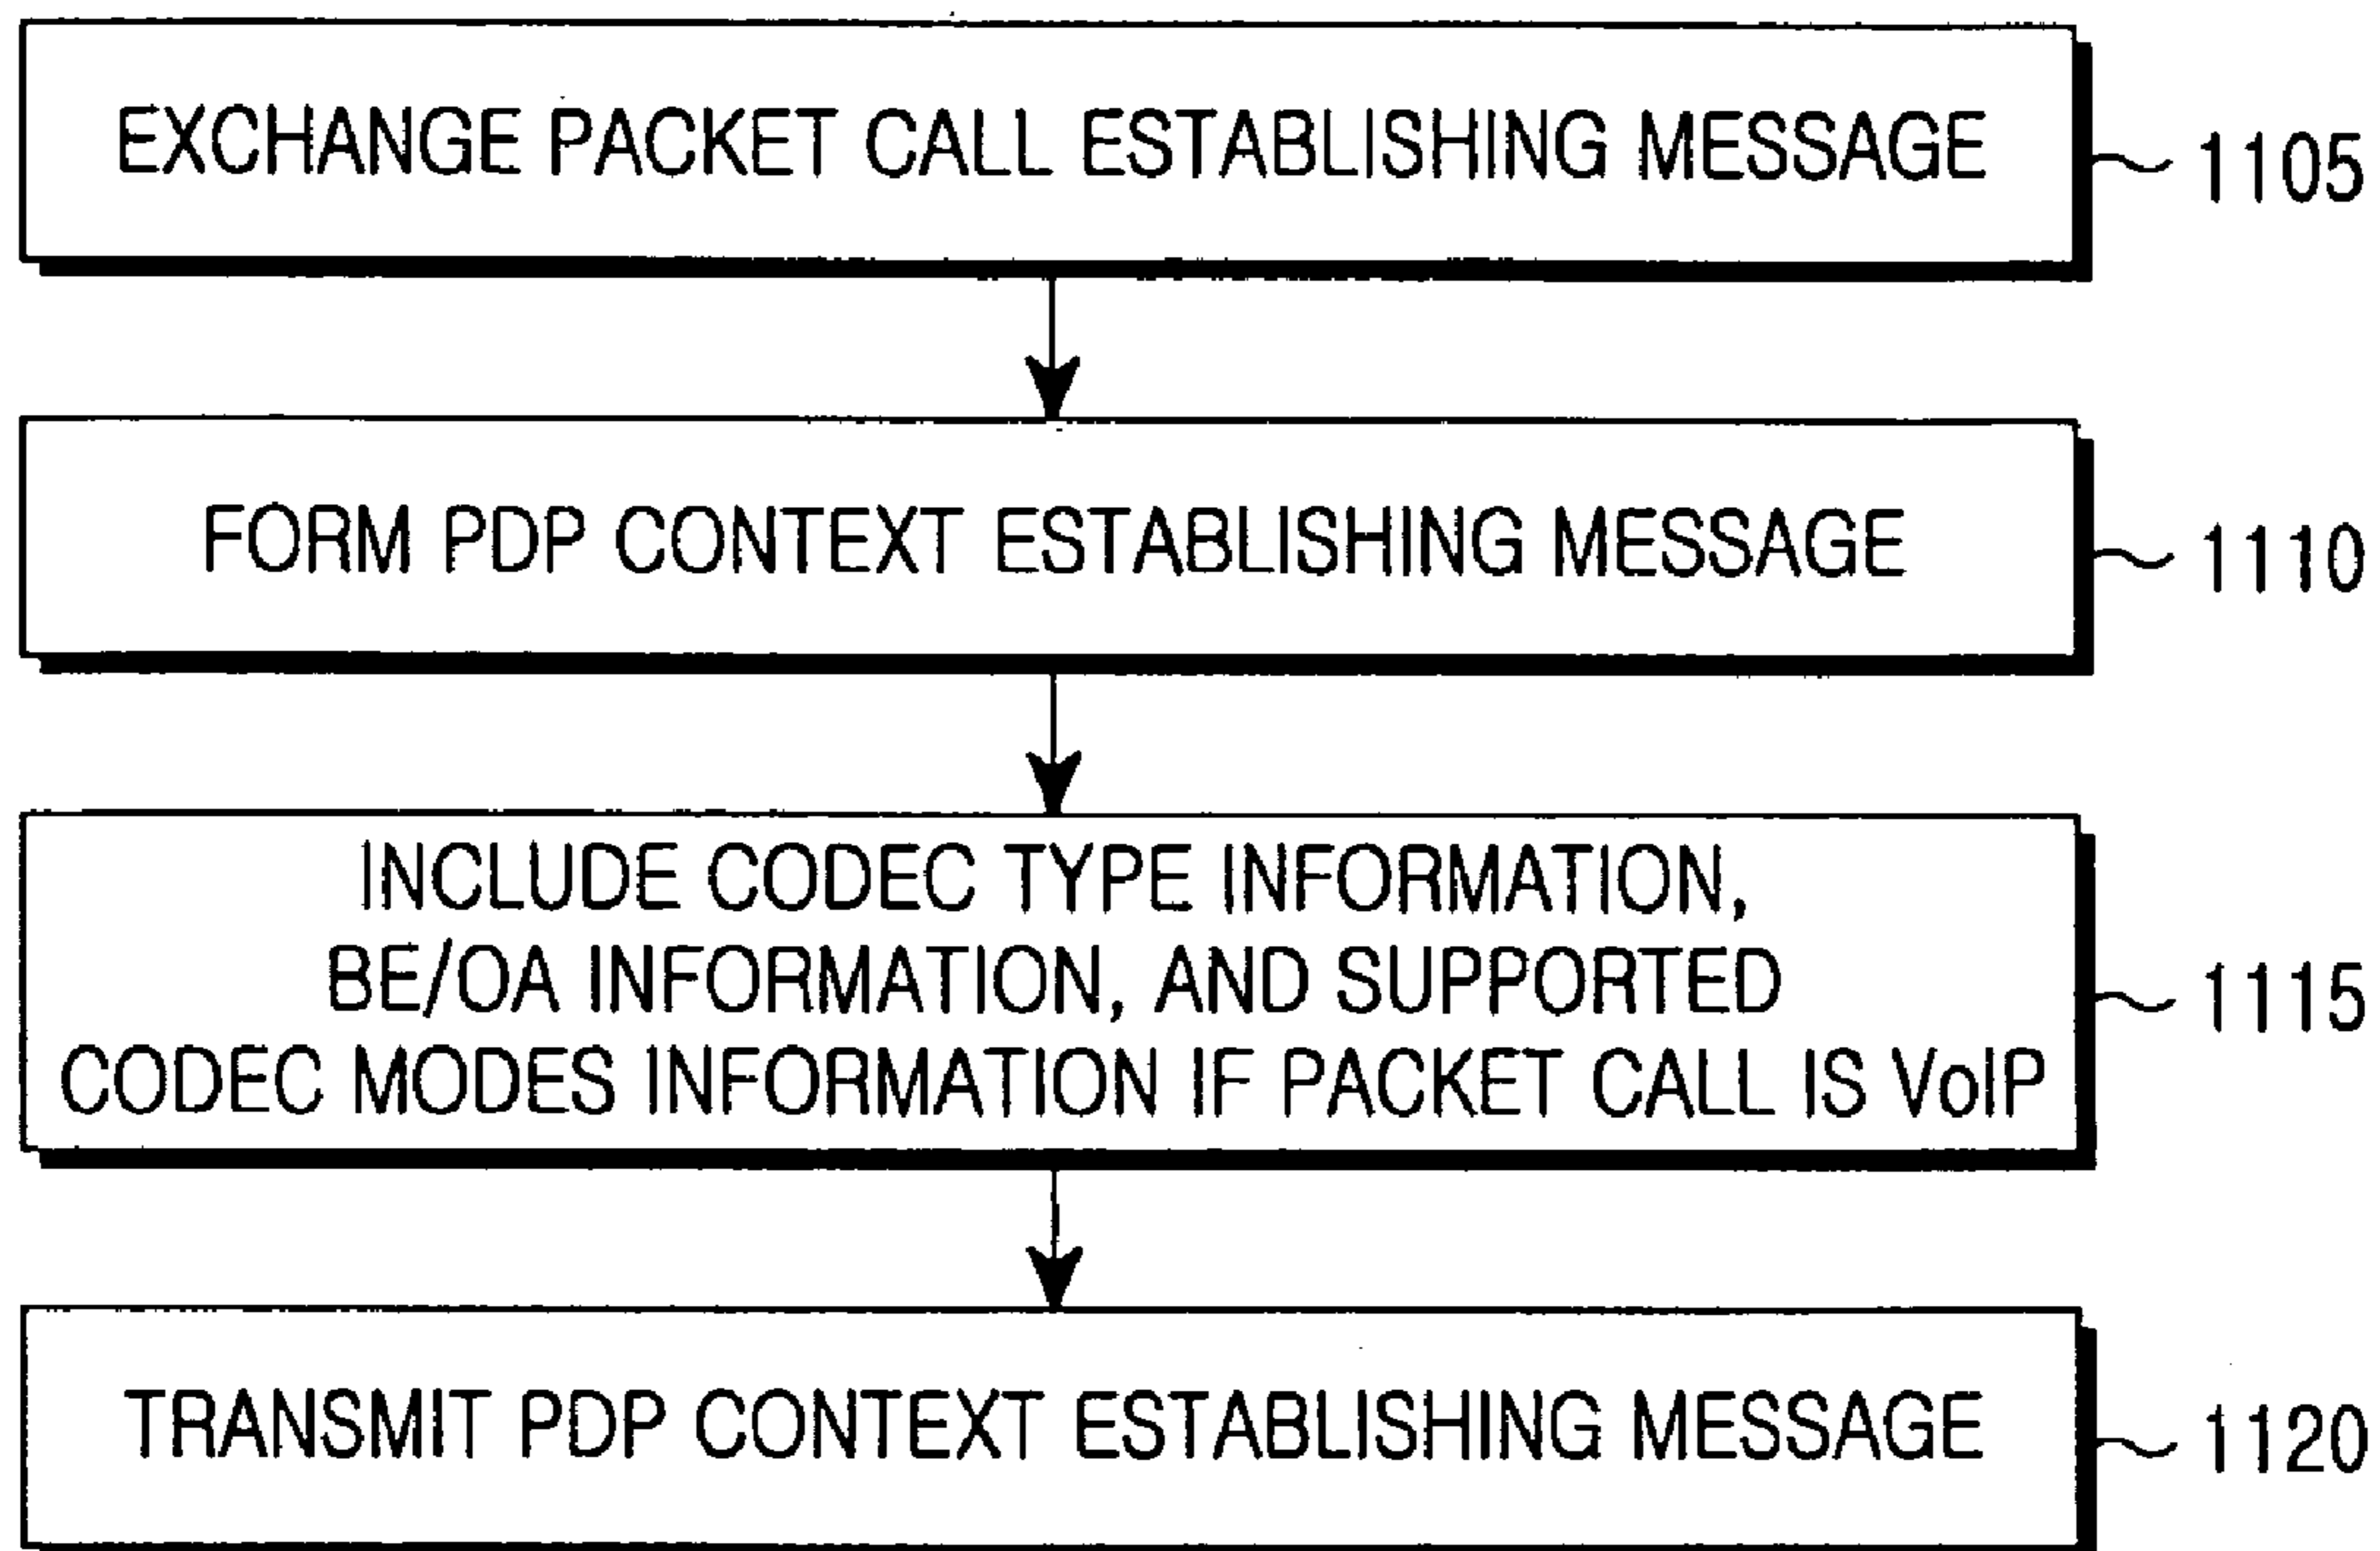 EXCHANGE PACKET CALL ESTABLISHING MESSAGE
1105
FORM PDP CONTEXT ESTABLISHING MESSAGE
1110
INCLUDE CODEC TYPE INFORMATION,
BE/OA INFORMATION, AND SUPPORTED
CODEC MODES INFORMATION IF PACKET CALL IS VoIP
1115
TRANSMIT PDP CONTEXT ESTABLISHING MESSAGE
1120